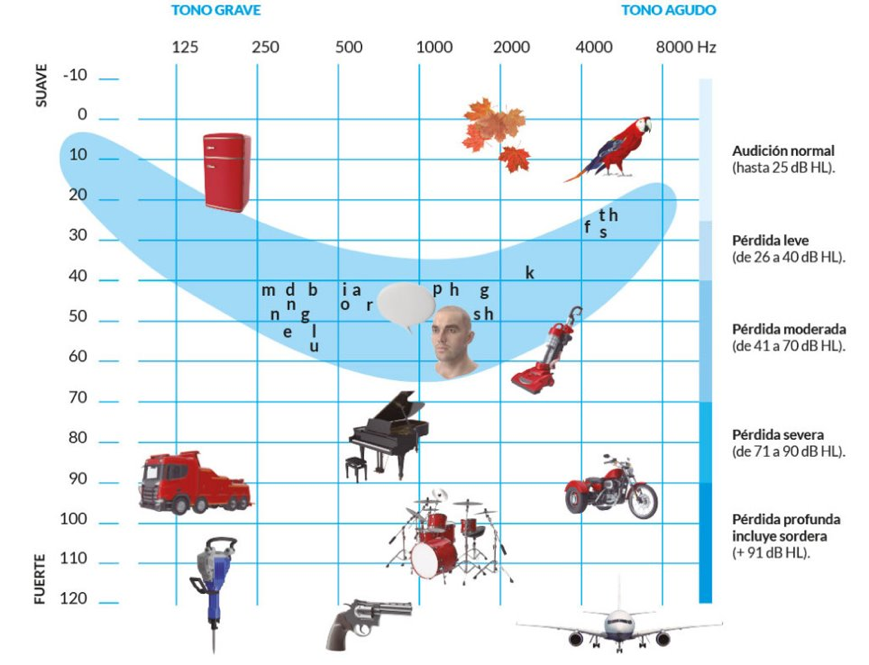 TONO GRAVE TONO AGUDO
125 250 500 1000 2000 4000 8000 Hz
SUAVE
-10
0
10
20
30
40
50
60
70
80
90
100
110
120
FUERTE
th
f s
k
m d b i a p h g
n o r
n g sh
e l
u
Audición normal
(hasta 25 dB HL).
Pérdida leve
(de 26 a 40 dB HL).
Pérdida moderada
(de 41 a 70 dB HL).
Pérdida severa
(de 71 a 90 dB HL).
Pérdida profunda
incluye sordera
(+ 91 dB HL).